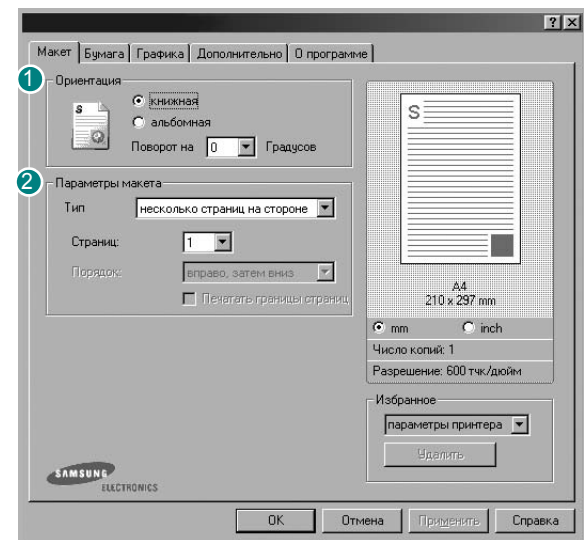 ? ×
Макет Бумага Графика Дополнительно О программе
1
Ориентация
S
книжная
альбомная
Поворот на 0 Градусов
2
Параметры макета
Тип несколько страниц на стороне
Страниц: 1
Порядок: вправо, затем вниз
Печатать границы страниц
S
A4
210 x 297 mm
mm inch
Число копий: 1
Разрешение: 600 тчк/дюйм
Избранное
параметры принтера
Удалить
SAMSUNG
ELECTRONICS
OK Отмена Применить Справка